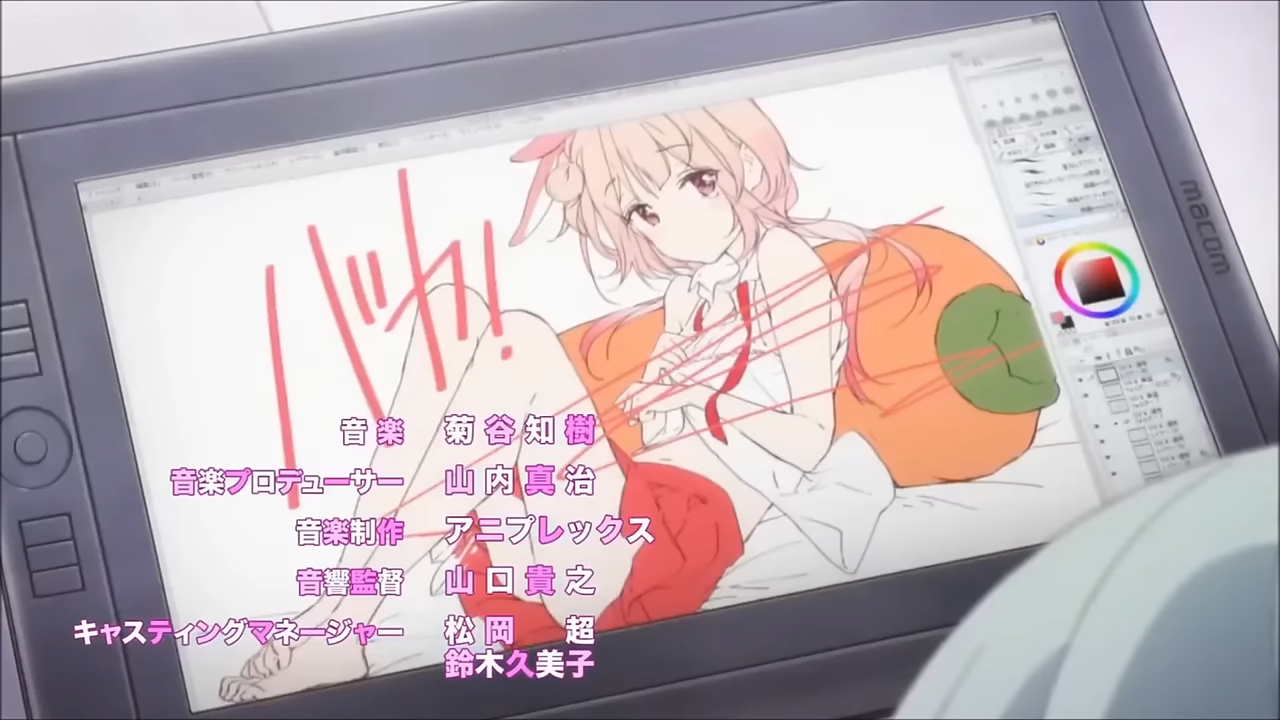 macom
バカ!
音楽 菊谷知樹
音楽プロデューサー 山内真治
音楽制作 アニプレックス
音響監督 山口貴之
キャスティングマネージャー 松岡 超
鈴木久美子